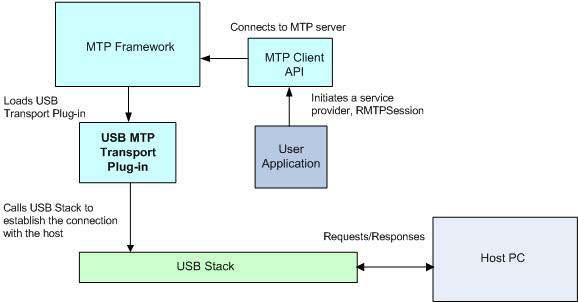 MTP Framework
Connects to MTP server
MTP Client
API
Loads USB
Transport Plug-in
Initiates a service
provider, RMTPSession
USB MTP
Transport
Plug-in
User
Application
Calls USB Stack to
establish the connection
with the host
Requests/Responses
USB Stack
Host PC